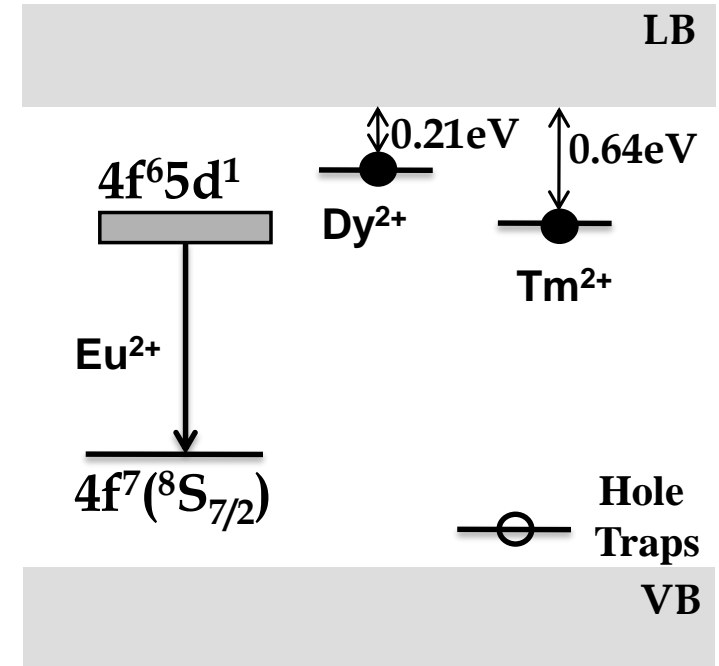 LB
0.21eV
0.64eV
4f⁶5d¹
Dy²⁺
Tm²⁺
Eu²⁺
4f⁷(⁸S₇/₂)
Hole
Traps
VB